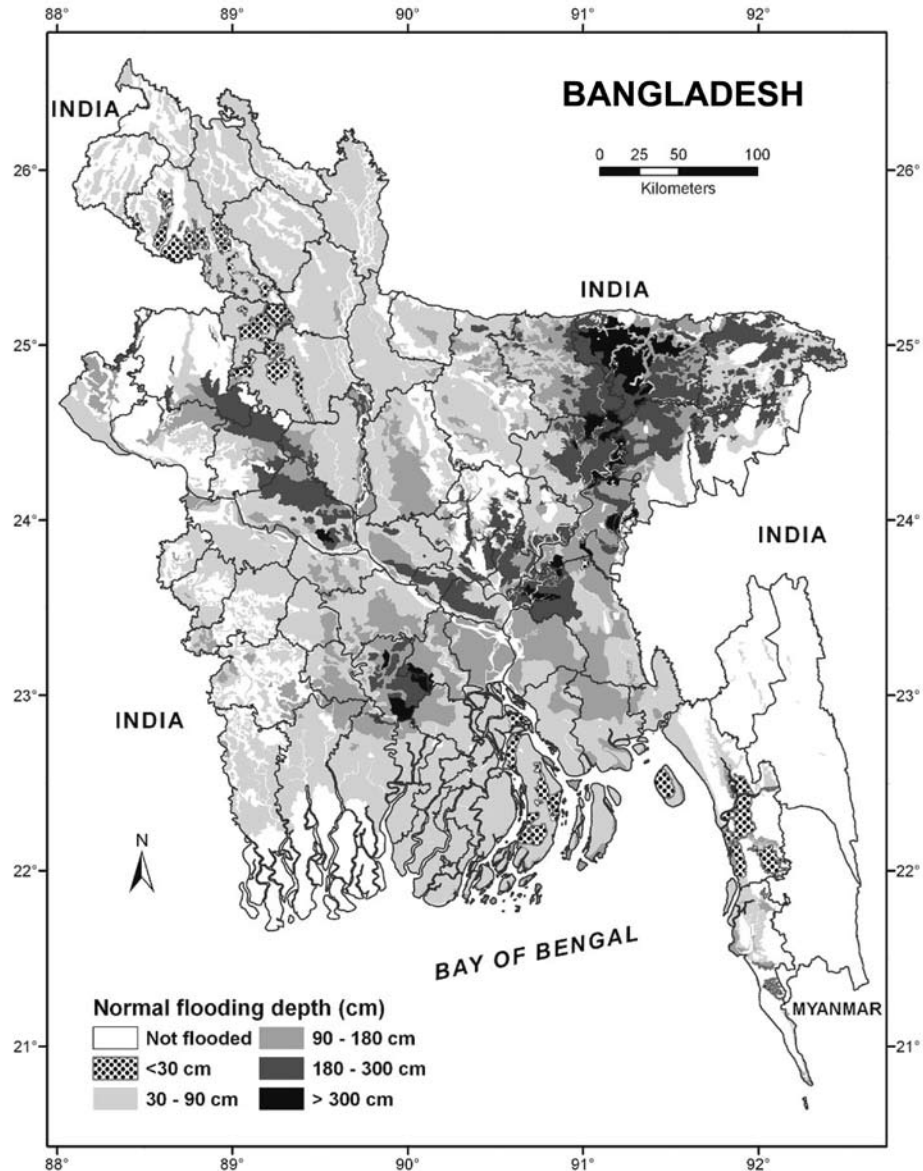 88° 89° 90° 91° 92°
INDIA
BANGLADESH
0 25 50 100
Kilometers
26° 26°
INDIA
25° 25°
24° 24°
INDIA
23° 23°
INDIA
22° 22°
N
BAY OF BENGAL
MYANMAR
21° 21°
Normal flooding depth (cm)
Not flooded 90 - 180 cm
<30 cm 180 - 300 cm
30 - 90 cm > 300 cm
88° 89° 90° 91° 92°